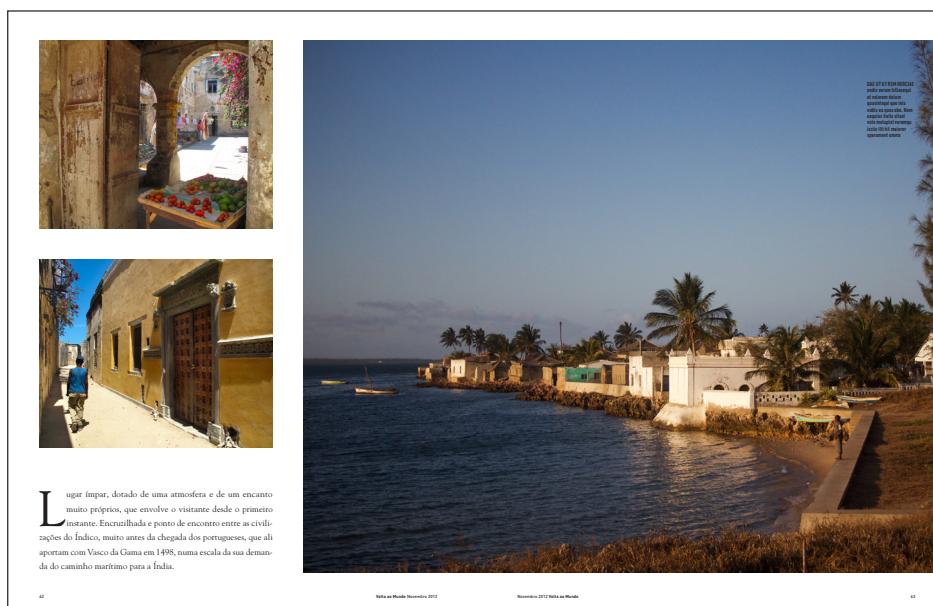 Lugar ímpar, dotado de uma atmosfera e de um encanto
muito próprios, que envolve o visitante desde o primeiro
instante. Encruzilhada e ponto de encontro entre as civili-
zações do Índico, muito antes da chegada dos portugueses, que ali
aportam com Vasco da Gama em 1498, numa escala da sua deman-
da do caminho marítimo para a Índia.
62
Volta ao Mundo Novembro 2012
Novembro 2012 Volta ao Mundo
63